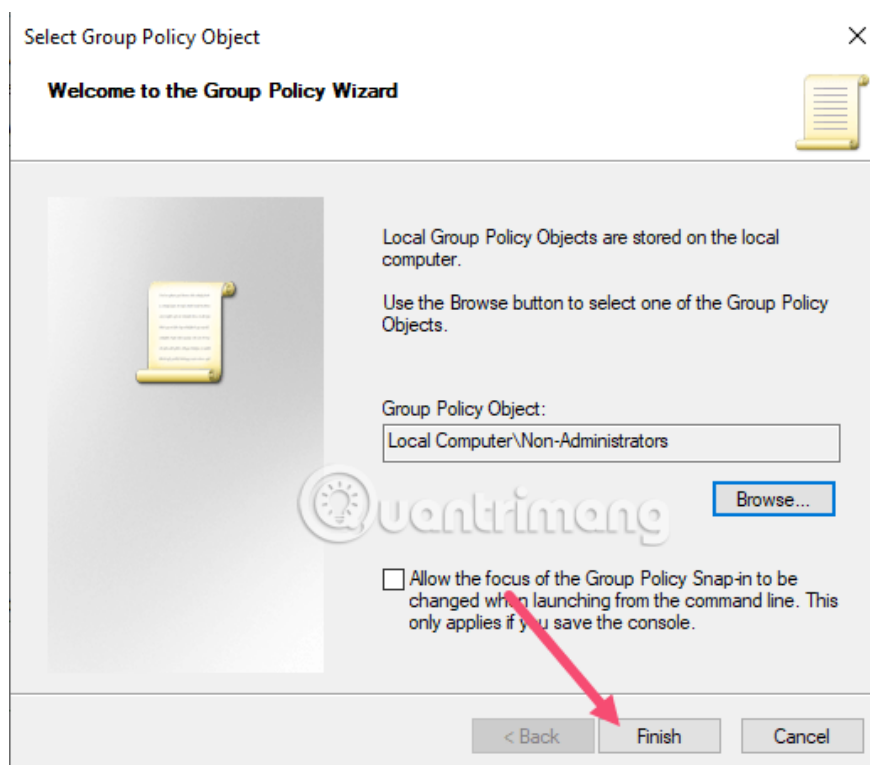 Select Group Policy Object
Welcome to the Group Policy Wizard
Local Group Policy Objects are stored on the local
computer.
Use the Browse button to select one of the Group Policy
Objects.
Group Policy Object:
Local Computer\Non-Administrators
Browse...
Quantrimang
Allow the focus of the Group Policy Snap-in to be
changed when launching from the command line. This
only applies if you save the console.
< Back
Finish
Cancel